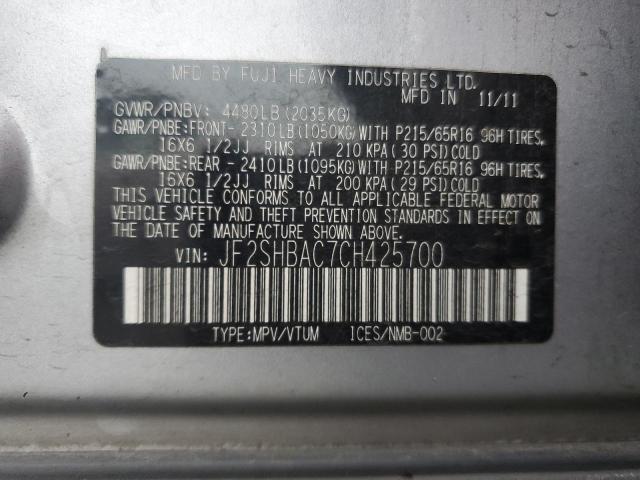 MFD BY FUJI HEAVY INDUSTRIES LTD.
MFD IN 11/11
GVWR/PNBV: 4480LB(2035KG)
GAWR/PNBE:FRONT- 2310LB(1050KG)WITH P215/65R16 96H TIRES,
16X6 1/2JJ RIMS AT 210 KPA( 30 PSI)COLD
GAWR/PNBE:REAR - 2410LB(1095KG)WITH P215/65R16 96H TIRES,
16X6 1/2JJ RIMS AT 200 KPA( 29 PSI)COLD
THIS VEHICLE CONFORMS TO ALL APPLICABLE FEDERAL MOTOR
VEHICLE SAFETY AND THEFT PREVENTION STANDARDS IN EFFECT ON
THE DATE OF MANUFACTURE SHOWN ABOVE.
VIN: JF2SHBAC7CH425700
TYPE:MPV/VTUM ICES/NMB-002